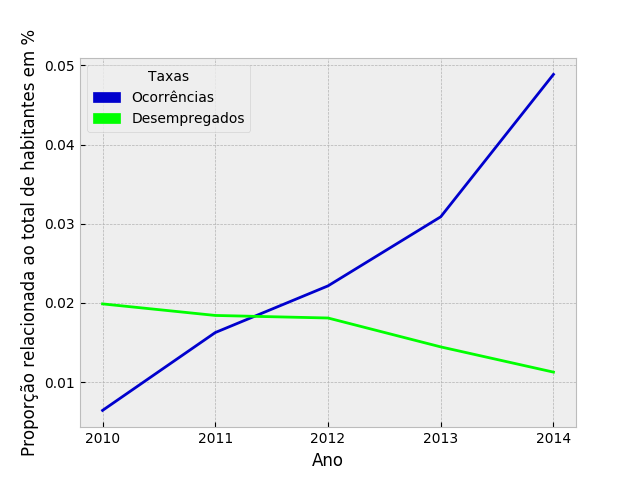 Proporção relacionada ao total de habitantes em %
0.05
0.04
0.03
0.02
0.01
Taxas
Ocorrências
Desempregados
2010 2011 2012 2013 2014
Ano